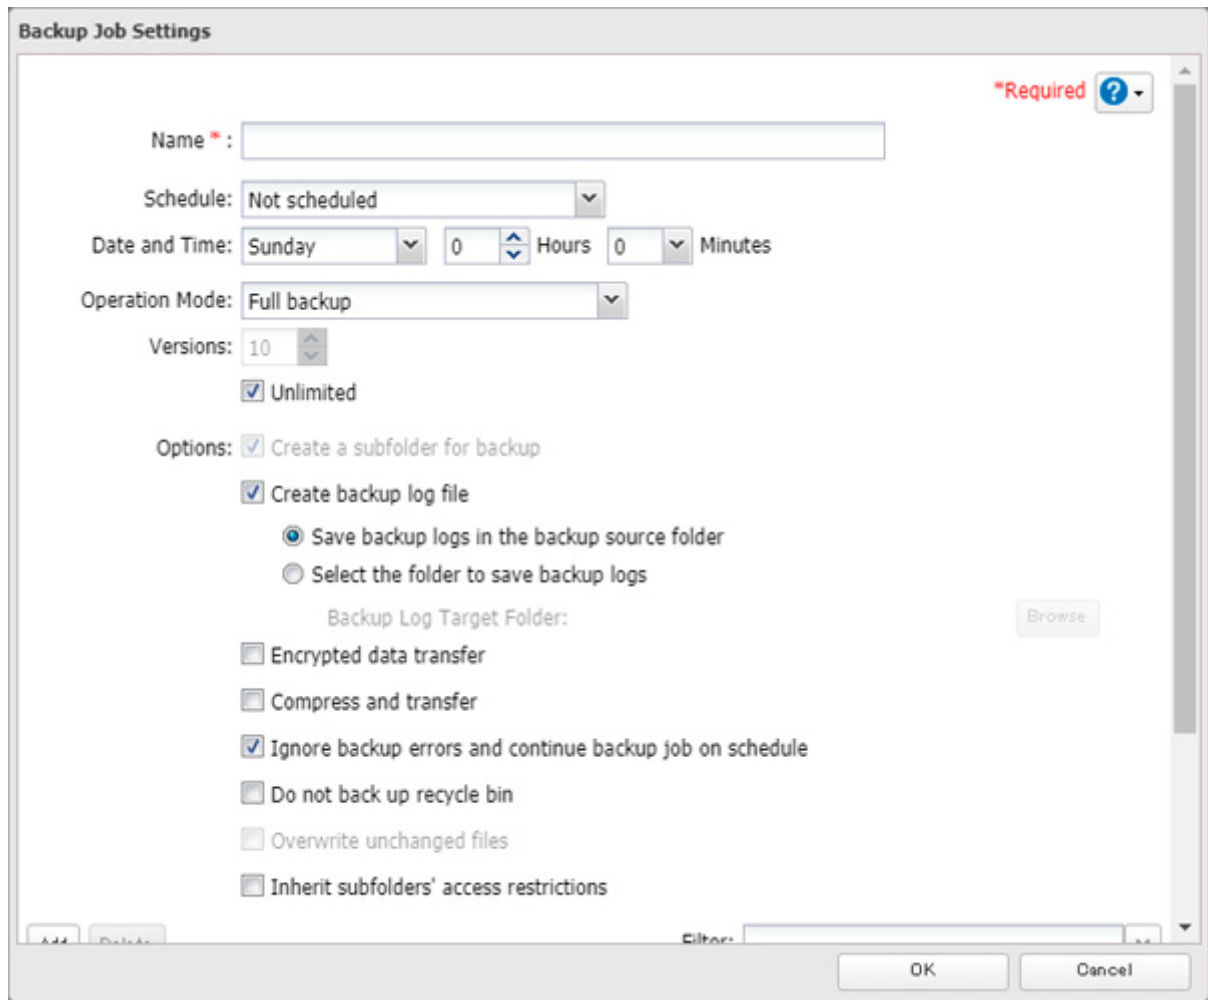 Backup Job Settings
*Required ?
Name * :
Schedule: Not scheduled
Date and Time: Sunday 0 Hours 0 Minutes
Operation Mode: Full backup
Versions: 10
Unlimited
Options: Create a subfolder for backup
Create backup log file
Save backup logs in the backup source folder
Select the folder to save backup logs
Backup Log Target Folder: Browse
Encrypted data transfer
Compress and transfer
Ignore backup errors and continue backup job on schedule
Do not back up recycle bin
Overwrite unchanged files
Inherit subfolders' access restrictions
Add Delete Filter:
OK Cancel